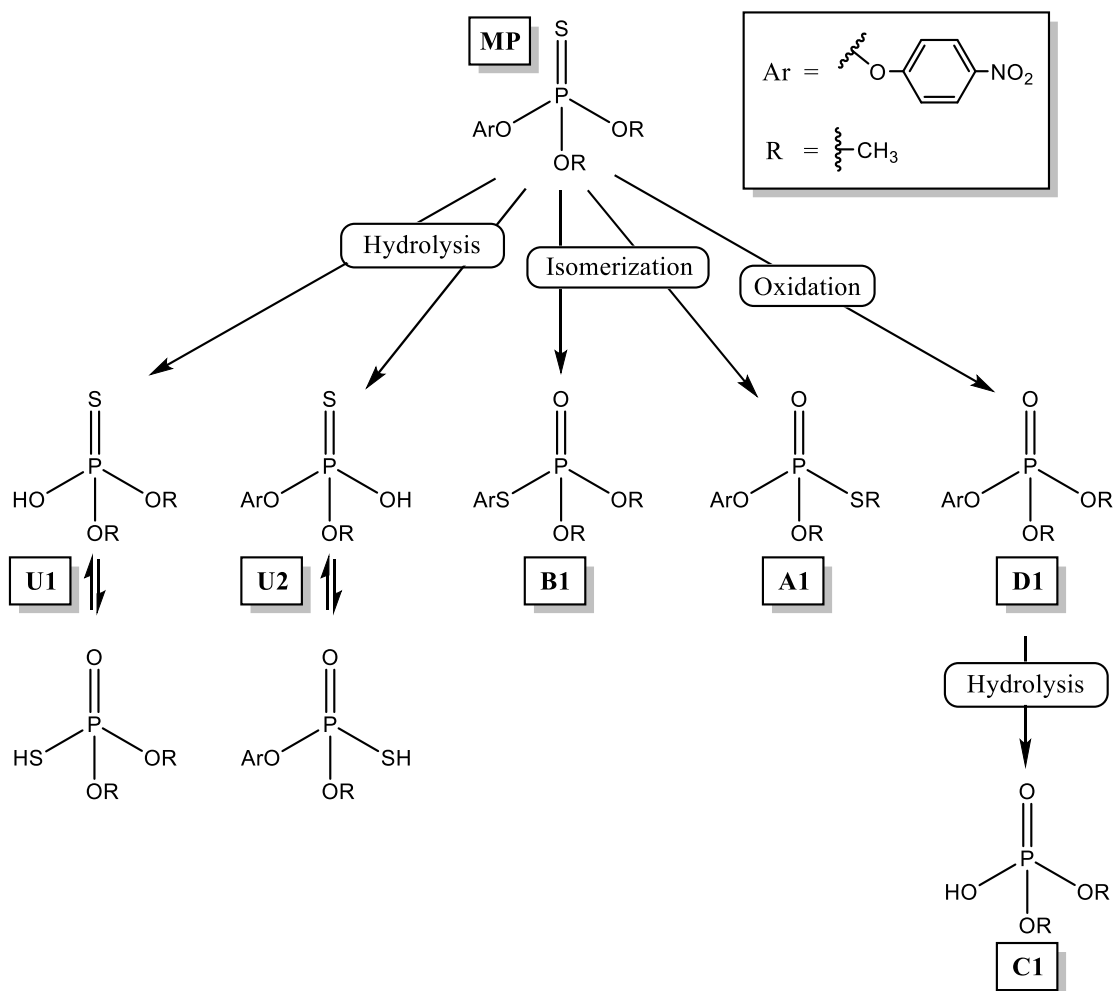 MP
S
P
ArO
OR
OR
Ar =
O
NO₂
R =
CH₃
Hydrolysis
Isomerization
Oxidation
S
P
HO
OR
OR
S
P
ArO
OH
OR
O
P
ArS
OR
OR
O
P
ArO
SR
OR
O
P
ArO
OR
OR
U1
U2
B1
A1
D1
O
P
HS
OR
OR
O
P
ArO
SH
OR
Hydrolysis
O
P
HO
OR
OR
C1